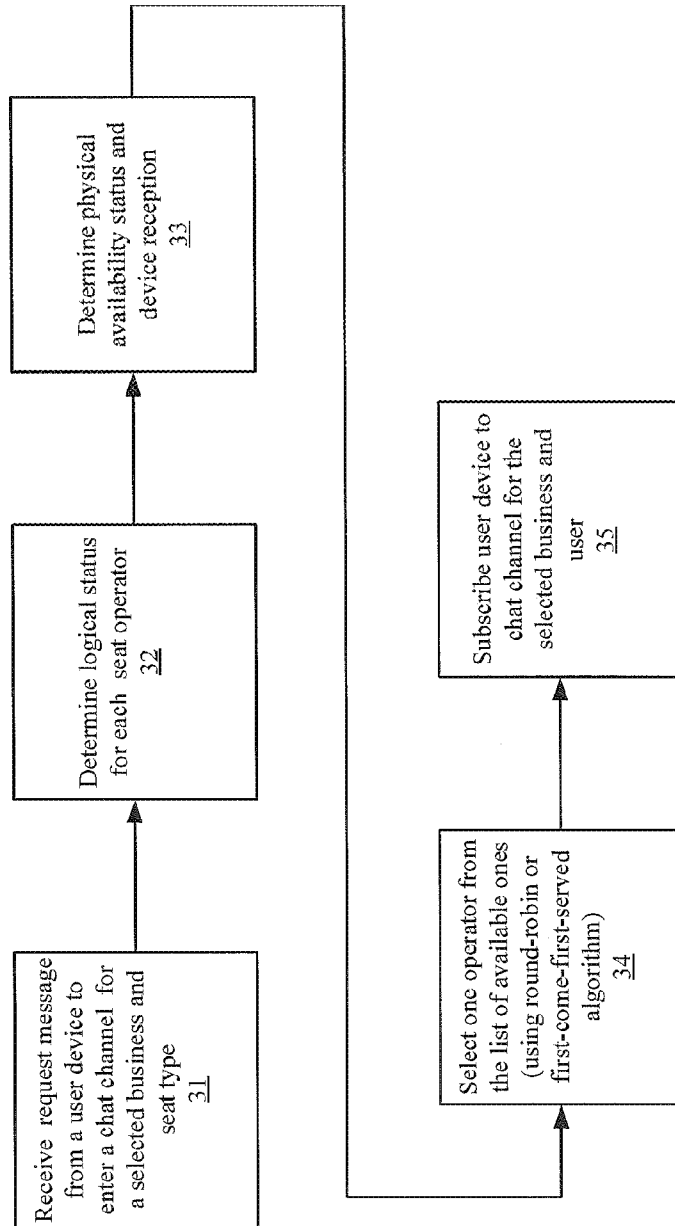 Receive request message
from a user device to
enter a chat channel for
a selected business and
seat type
31
Determine logical status
for each seat operator
32
Determine physical
availability status and
device reception
33
Select one operator from
the list of available ones
(using round-robin or
first-come-first-served
algorithm)
34
Subscribe user device to
chat channel for the
selected business and
user
35